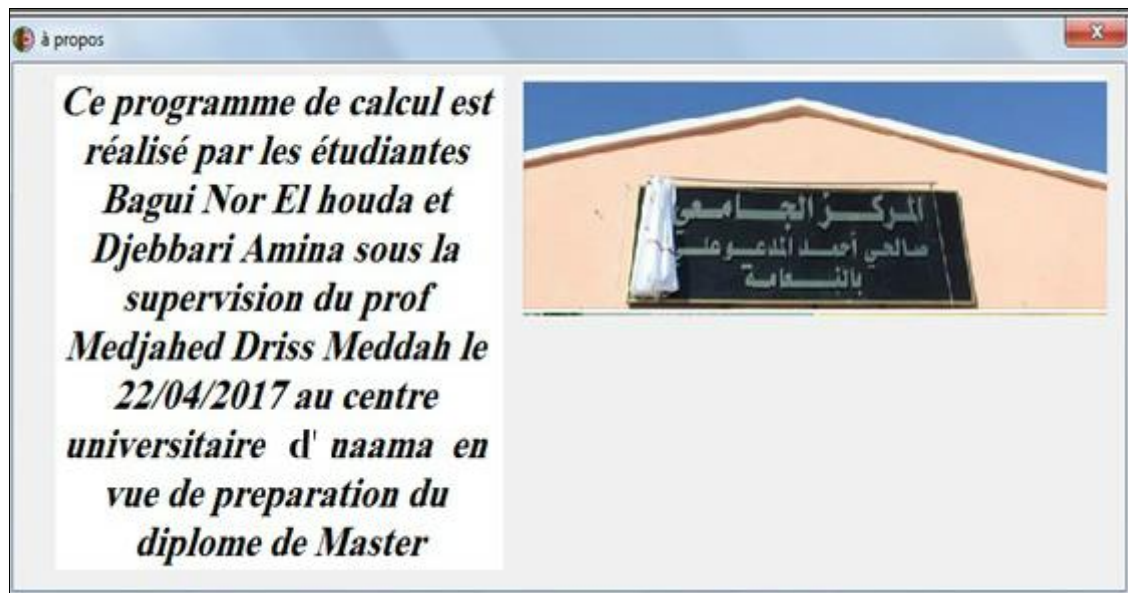 à propos
Ce programme de calcul est
réalisé par les étudiantes
Bagui Nor El houda et
Djebbari Amina sous la
supervision du prof
Medjahed Driss Meddah le
22/04/2017 au centre
universitaire d' naama en
vue de preparation du
diplome de Master
المركز الجامعي
صالحي أحمد المدعو علي
بالنعامة